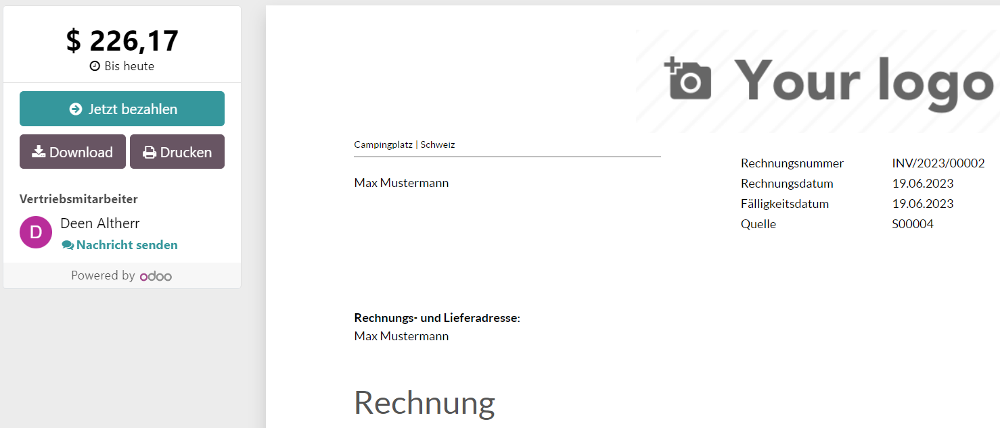 $ 226,17
Bis heute
Jetzt bezahlen
Download
Drucken
Vertriebsmitarbeiter
D
Deen Altherr
Nachricht senden
Powered by odoo
Your logo
Campingplatz | Schweiz
Max Mustermann
Rechnungsnummer INV/2023/00002
Rechnungsdatum 19.06.2023
Fälligkeitsdatum 19.06.2023
Quelle S00004
Rechnungs- und Lieferadresse:
Max Mustermann
Rechnung